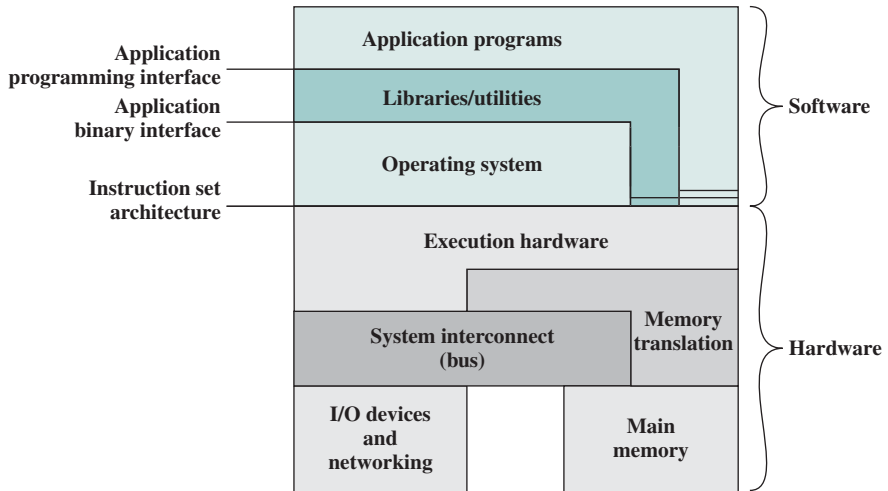 Application programs
Application
programming interface
Libraries/utilities
Application
binary interface
Software
Operating system
Instruction set
architecture
Execution hardware
Memory
translation
System interconnect
(bus)
Hardware
I/O devices
and
networking
Main
memory